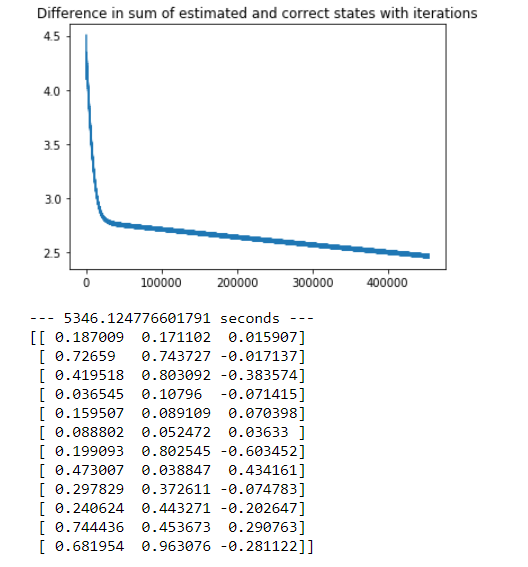 Difference in sum of estimated and correct states with iterations
4.5
4.0
3.5
3.0
2.5
0 100000 200000 300000 400000
--- 5346.124776601791 seconds ---
[[ 0.187009  0.171102  0.015907]
 [ 0.72659   0.743727 -0.017137]
 [ 0.419518  0.803092 -0.383574]
 [ 0.036545  0.10796  -0.071415]
 [ 0.159507  0.089109  0.070398]
 [ 0.088802  0.052472  0.03633 ]
 [ 0.199093  0.802545 -0.603452]
 [ 0.473007  0.038847  0.434161]
 [ 0.297829  0.372611 -0.074783]
 [ 0.240624  0.443271 -0.202647]
 [ 0.744436  0.453673  0.290763]
 [ 0.681954  0.963076 -0.281122]]